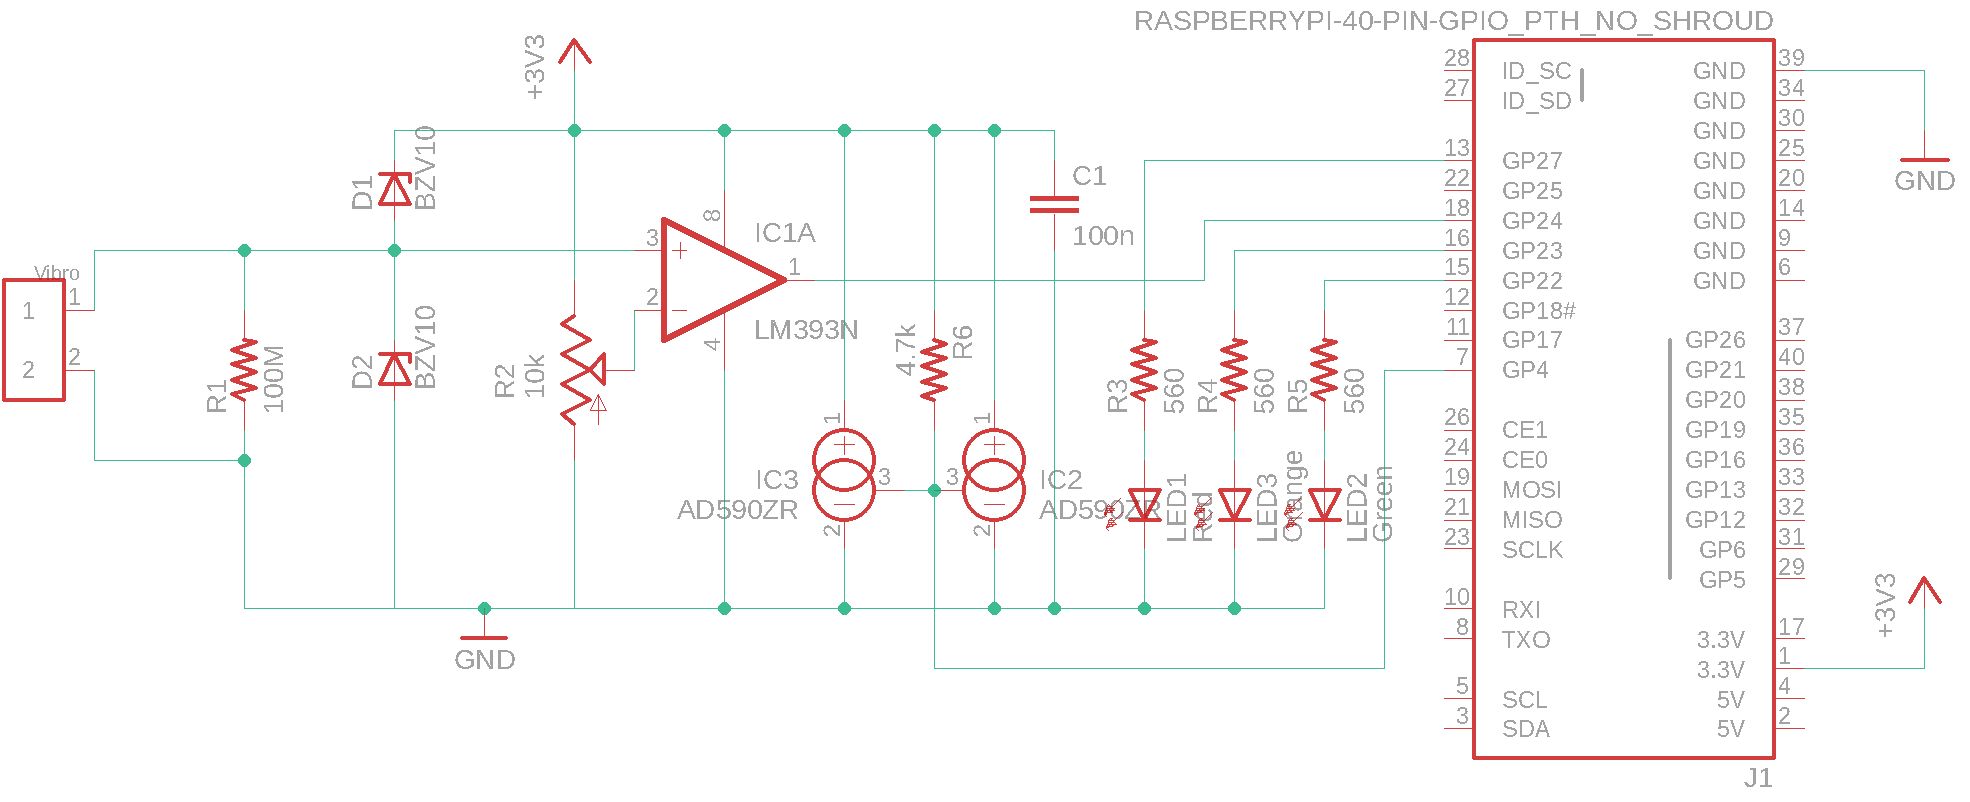 RASPBERRYPI-40-PIN-GPIO_PTH_NO_SHROUD
+3V3
D1
BZV10
D2
BZV10
Vibro
1
1
2
2
R1
100M
R2
10k
3
2
8
4
1
IC1A
LM393N
C1
100n
4.7k
R6
1
3
2
IC3
AD590ZR
1
3
2
IC2
AD590ZR
R3
560
R4
560
R5
560
LED1
Red
LED3
Orange
LED2
Green
GND
28 ID_SC
27 ID_SD
13 GP27
22 GP25
18 GP24
16 GP23
15 GP22
12 GP18#
11 GP17
7 GP4
26 CE1
24 CE0
19 MOSI
21 MISO
23 SCLK
10 RXI
8 TXO
5 SCL
3 SDA
GND 39
GND 34
GND 30
GND 25
GND 20
GND 14
GND 9
GND 6
GP26 37
GP21 40
GP20 38
GP19 35
GP16 36
GP13 33
GP12 32
GP6 31
GP5 29
3.3V 17
3.3V 1
5V 4
5V 2
GND
+3V3
J1